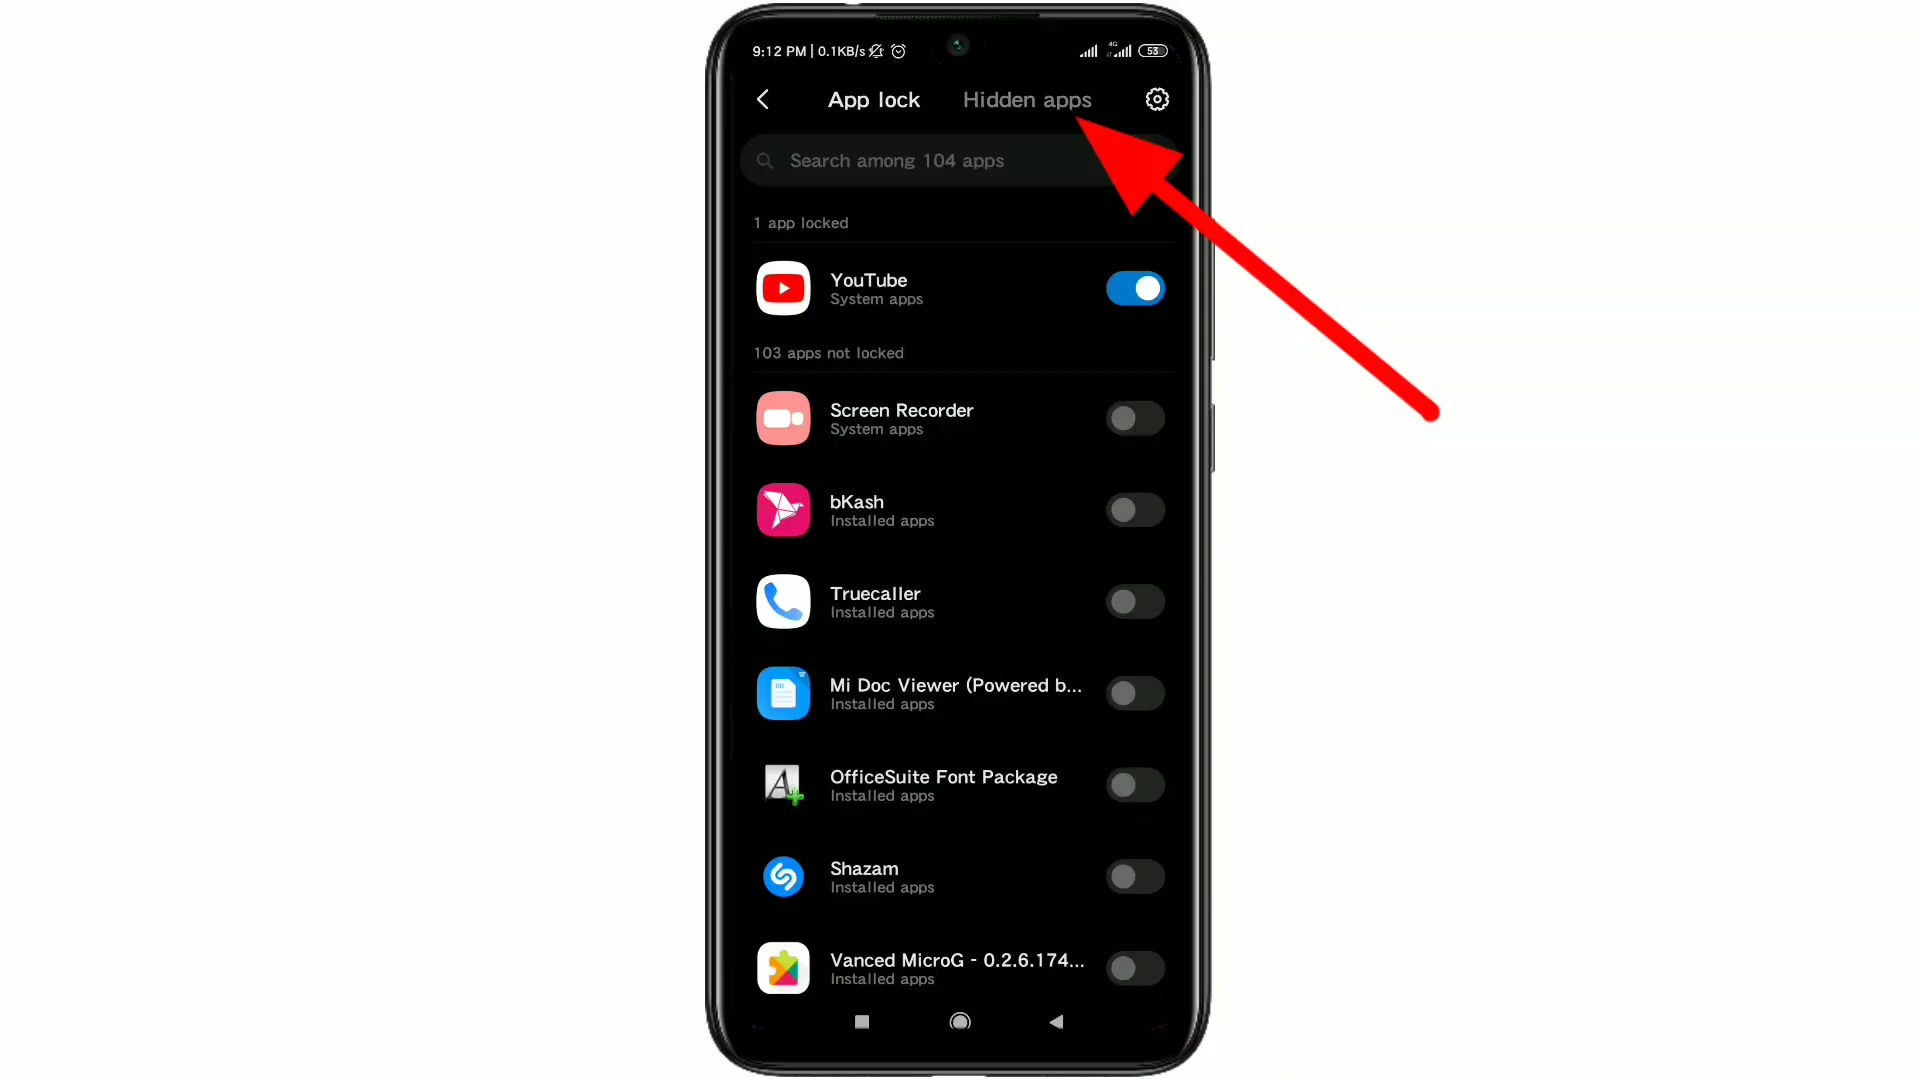 9:12 PM | 0.1KB/s 4G 53
App lock Hidden apps
Search among 104 apps
1 app locked
YouTube
System apps
103 apps not locked
Screen Recorder
System apps
bKash
Installed apps
Truecaller
Installed apps
Mi Doc Viewer (Powered b...
Installed apps
OfficeSuite Font Package
Installed apps
Shazam
Installed apps
Vanced MicroG - 0.2.6.174...
Installed apps